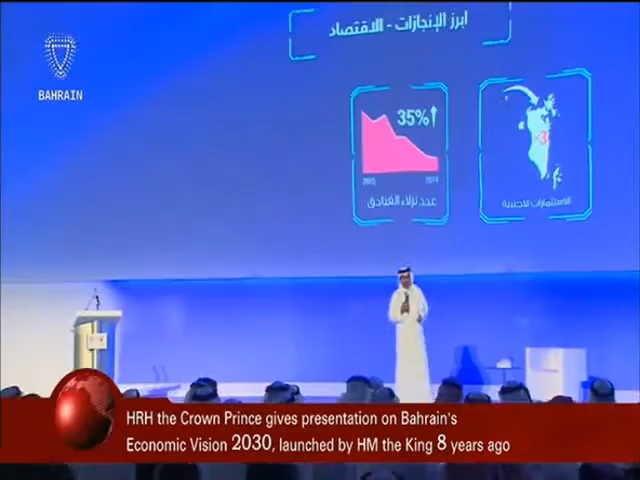 BAHRAIN
ابرز الإنجازات - الاقتصاد
35%
2014
عدد نزلاء الفنادق
الاستثمارات الاجنبية
HRH the Crown Prince gives presentation on Bahrain's
Economic Vision 2030, launched by HM the King 8 years ago